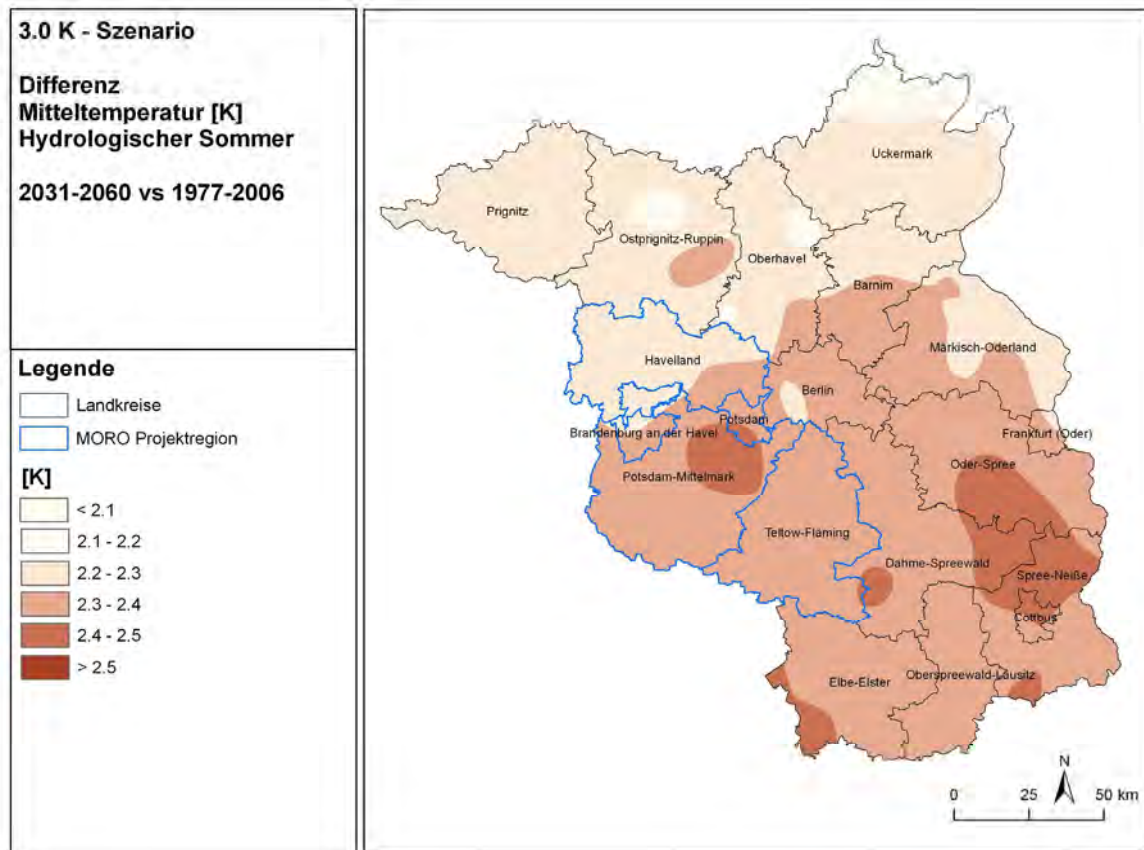 3.0 K - Szenario
Differenz
Mitteltemperatur [K]
Hydrologischer Sommer
2031-2060 vs 1977-2006
Legende
Landkreise
MORO Projektregion
[K]
< 2.1
2.1 - 2.2
2.2 - 2.3
2.3 - 2.4
2.4 - 2.5
> 2.5
Uckermark
Prignitz
Ostprignitz-Ruppin
Oberhavel
Barnim
Märkisch-Oderland
Havelland
Berlin
Potsdam
Brandenburg an der Havel
Frankfurt (Oder)
Oder-Spree
Potsdam-Mittelmark
Teltow-Fläming
Dahme-Spreewald
Spree-Neiße
Cottbus
Elbe-Elster
Oberspreewald-Lausitz
N
0 25 50 km